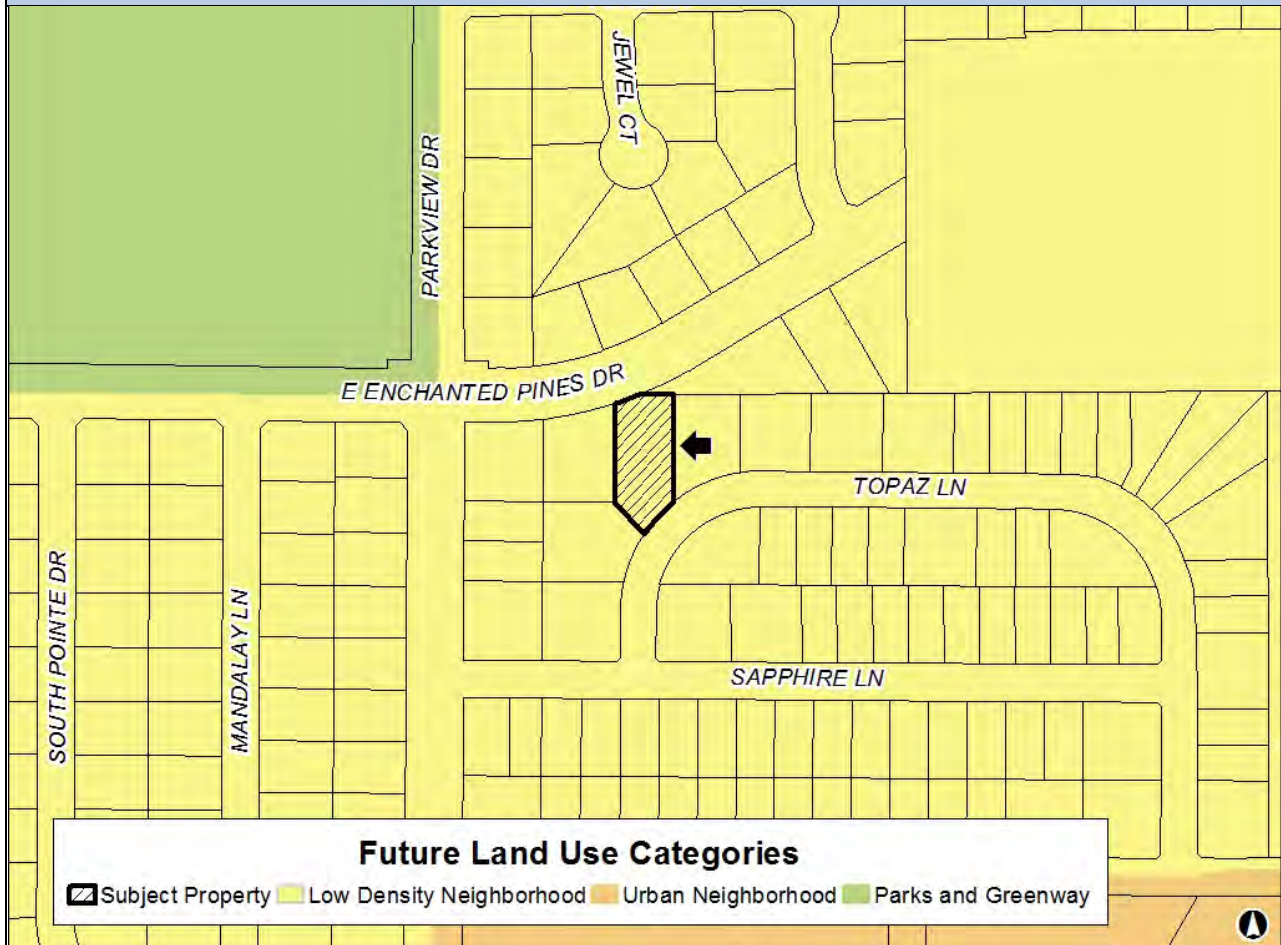 JEWEL CT
PARKVIEW DR
E ENCHANTED PINES DR
TOPAZ LN
SOUTH POINTE DR
MANDALAY LN
SAPPHIRE LN
Future Land Use Categories
Subject Property Low Density Neighborhood Urban Neighborhood Parks and Greenway